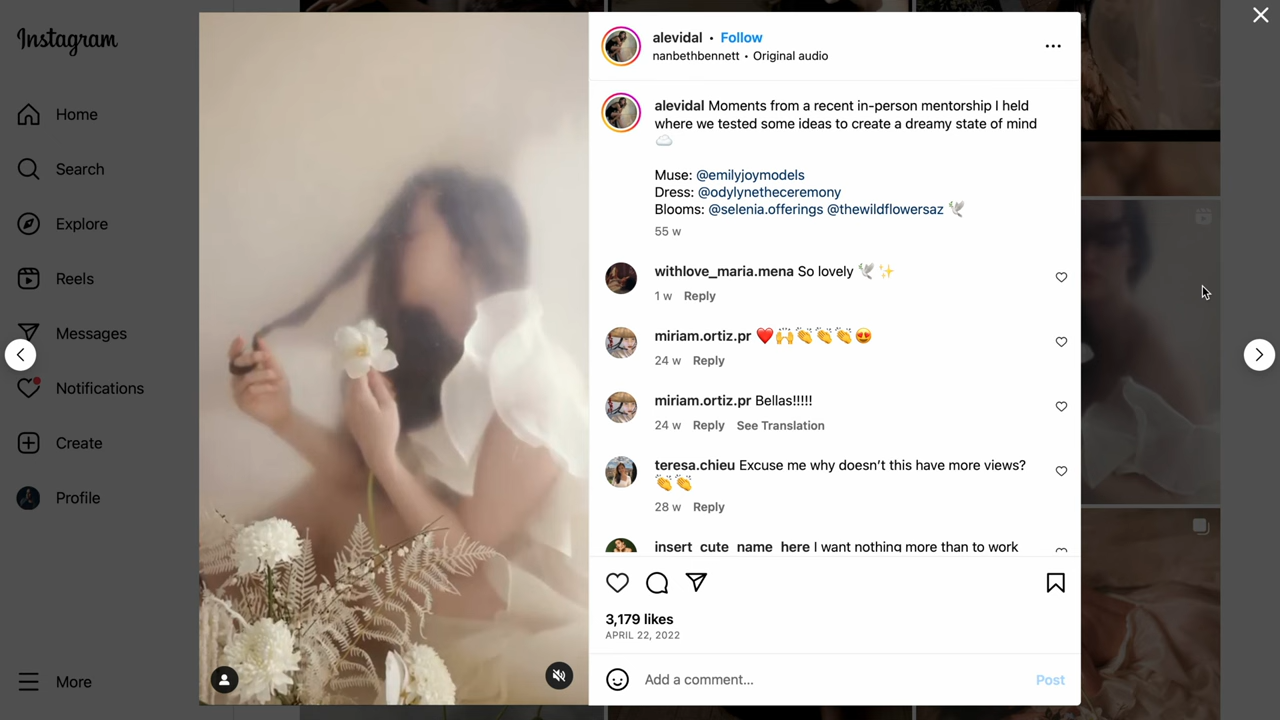 Instagram
Home
Search
Explore
Reels
Messages
Notifications
Create
Profile
More
alevidal • Follow
nanbethbennett • Original audio
alevidal Moments from a recent in-person mentorship I held
where we tested some ideas to create a dreamy state of mind
☁️
Muse: @emilyjoymodels
Dress: @odylynetheceremony
Blooms: @selenia.offerings @thewildflowersaz 🕊️
55 w
withlove_maria.mena So lovely 🕊️ ✨
1 w Reply
miriam.ortiz.pr ❤️🙌👏👏👏😍
24 w Reply
miriam.ortiz.pr Bellas!!!!!
24 w Reply See Translation
teresa.chieu Excuse me why doesn’t this have more views?
👏👏
28 w Reply
insert_cute_name_here I want nothing more than to work
3,179 likes
APRIL 22, 2022
Add a comment...
Post